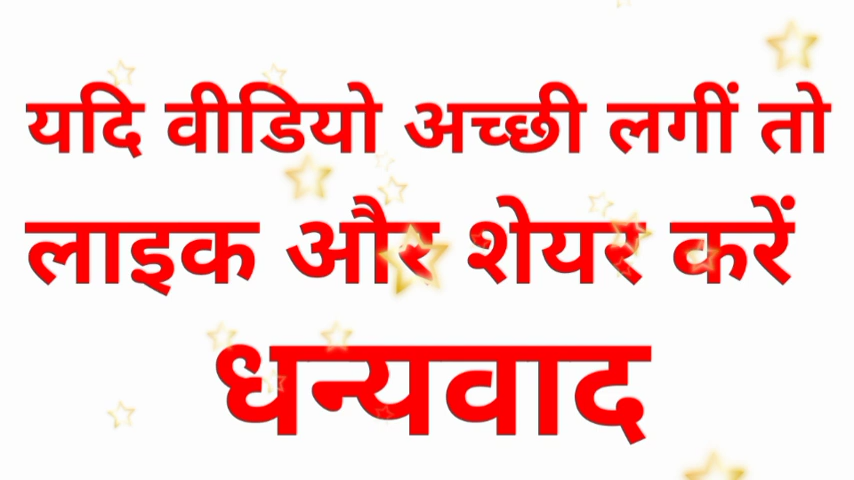 यदि वीडियो अच्छी लगीं तो
लाइक और शेयर करें
धन्यवाद